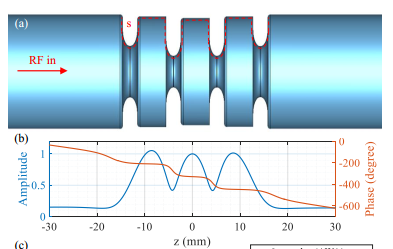 (a)
s
RF in
(b)
Amplitude
1
0.5
0
0
-200
-400
-600
Phase (degree)
-30 -20 -10 0 10 20 30
z (mm)
(c)